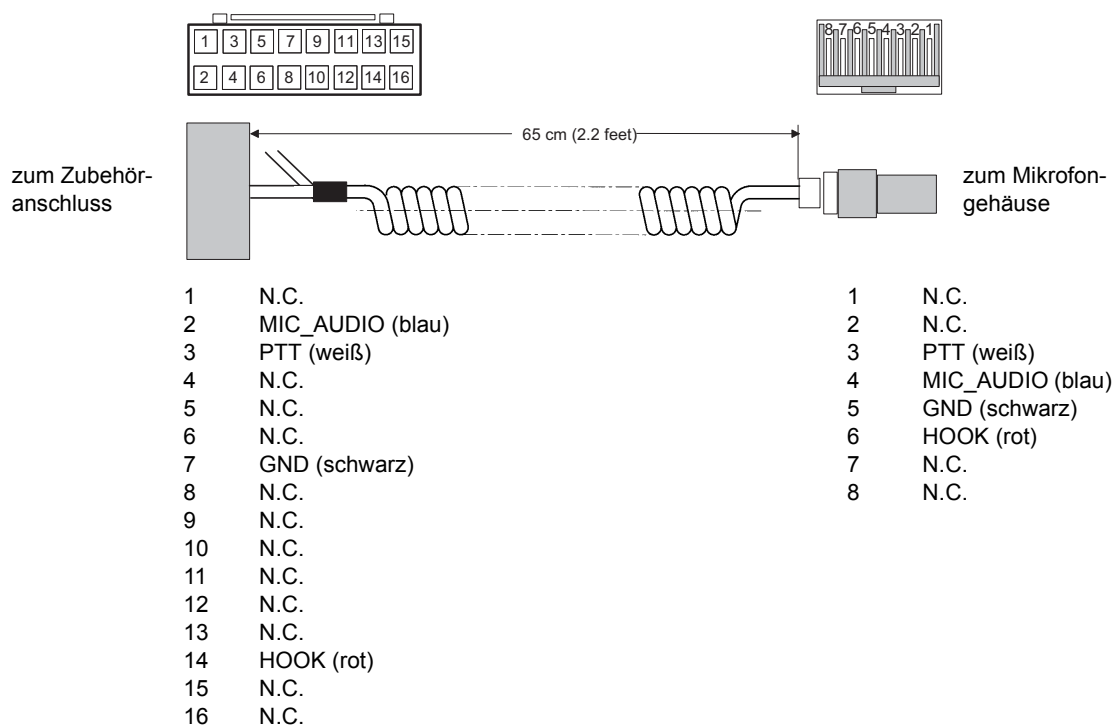 1 3 5 7 9 11 13 15
2 4 6 8 10 12 14 16
8 7 6 5 4 3 2 1
65 cm (2.2 feet)
zum Zubehör-
anschluss
zum Mikrofon-
gehäuse
1 N.C.
2 MIC_AUDIO (blau)
3 PTT (weiß)
4 N.C.
5 N.C.
6 N.C.
7 GND (schwarz)
8 N.C.
9 N.C.
10 N.C.
11 N.C.
12 N.C.
13 N.C.
14 HOOK (rot)
15 N.C.
16 N.C.
1 N.C.
2 N.C.
3 PTT (weiß)
4 MIC_AUDIO (blau)
5 GND (schwarz)
6 HOOK (rot)
7 N.C.
8 N.C.